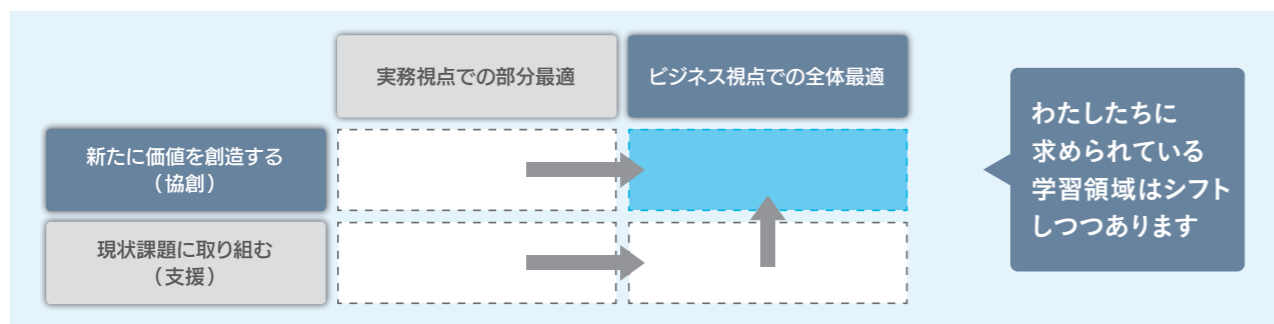 実務視点での部分最適
ビジネス視点での全体最適
新たに価値を創造する
（協創）
現状課題に取り組む
（支援）
わたしたちに
求められている
学習領域はシフト
しつつあります